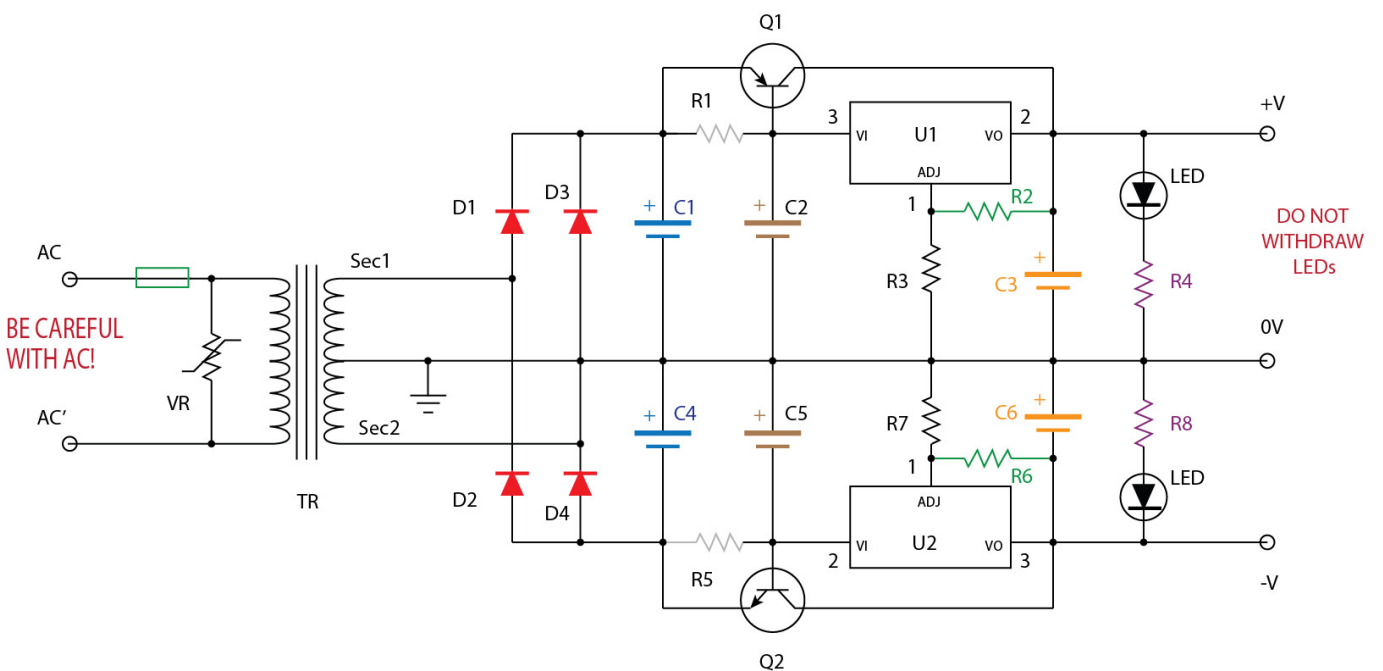 Q1
+V
R1
3
VI
U1
VO
2
ADJ
LED
D3
D1
+
C1
+
C2
1
R2
DO NOT
WITHDRAW
LEDs
AC
Sec1
R3
+
C3
R4
BE CAREFUL
WITH AC!
0V
VR
AC'
Sec2
+
C4
+
C5
R7
+
C6
R8
1
R6
LED
TR
D2
D4
ADJ
VI
U2
VO
2
3
R5
-V
Q2